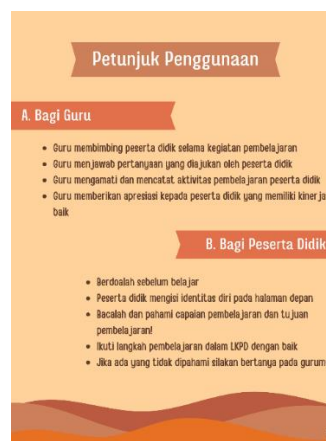 Petunjuk Penggunaan
A. Bagi Guru
• Guru membimbing peserta didik selama kegiatan pembelajaran
• Guru menjawab pertanyaan yang diajukan oleh peserta didik
• Guru mengamati dan mencatat aktivitas pembelajaran peserta didik
• Guru memberikan apresiasi kepada peserta didik yang memiliki kinerja
baik
B. Bagi Peserta Didik
• Berdoalah sebelum belajar
• Peserta didik mengisi identitas diri pada halaman depan
• Bacalah dan pahami capaian pembelajaran dan tujuan
pembelajaran!
• Ikuti langkah pembelajaran dalam LKPD dengan baik
• Jika ada yang tidak dipahami silakan bertanya pada gurum